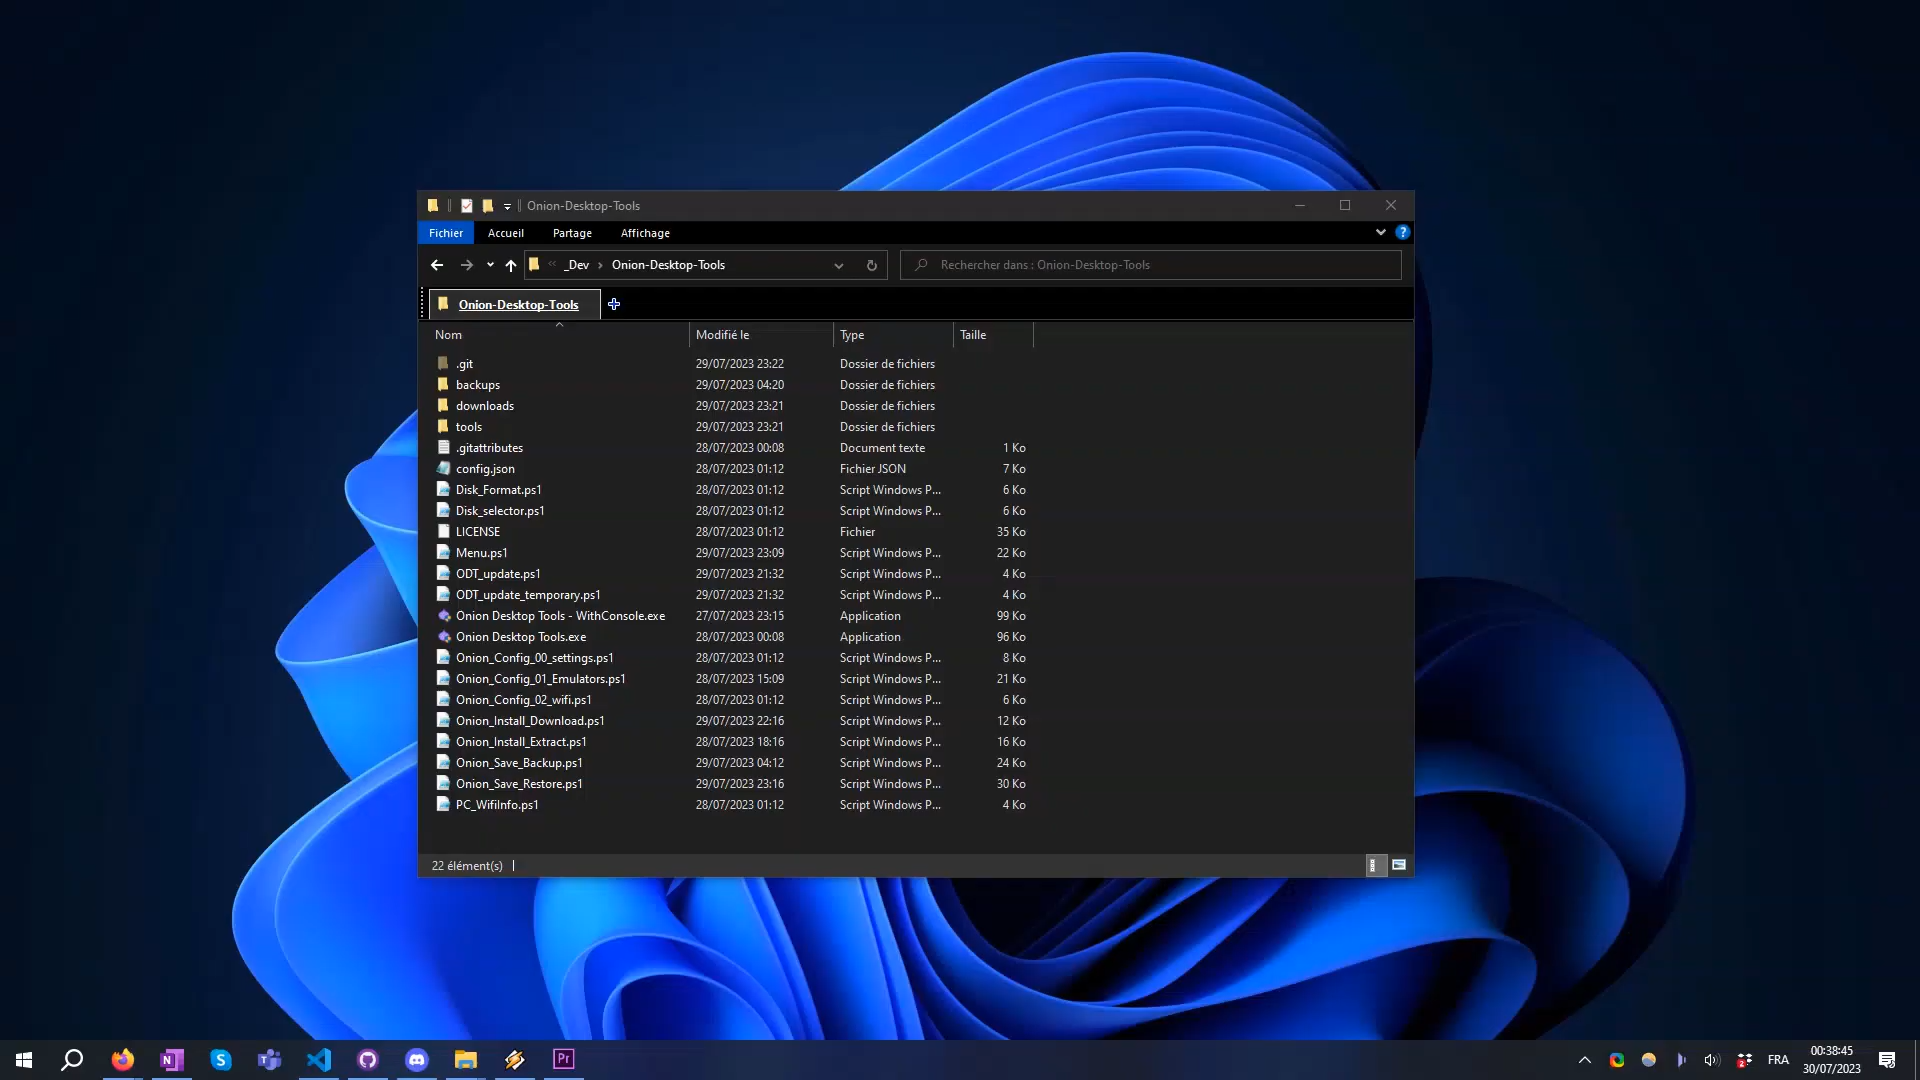 Onion-Desktop-Tools
Fichier Accueil Partage Affichage ?
« _Dev › Onion-Desktop-Tools Rechercher dans : Onion-Desktop-Tools
Onion-Desktop-Tools
Nom Modifié le Type Taille
.git 29/07/2023 23:22 Dossier de fichiers
backups 29/07/2023 04:20 Dossier de fichiers
downloads 29/07/2023 23:21 Dossier de fichiers
tools 29/07/2023 23:21 Dossier de fichiers
.gitattributes 28/07/2023 00:08 Document texte 1 Ko
config.json 28/07/2023 01:12 Fichier JSON 7 Ko
Disk_Format.ps1 28/07/2023 01:12 Script Windows P... 6 Ko
Disk_selector.ps1 28/07/2023 01:12 Script Windows P... 6 Ko
LICENSE 28/07/2023 01:12 Fichier 35 Ko
Menu.ps1 29/07/2023 23:09 Script Windows P... 22 Ko
ODT_update.ps1 29/07/2023 21:32 Script Windows P... 4 Ko
ODT_update_temporary.ps1 29/07/2023 21:32 Script Windows P... 4 Ko
Onion Desktop Tools - WithConsole.exe 27/07/2023 23:15 Application 99 Ko
Onion Desktop Tools.exe 28/07/2023 00:08 Application 96 Ko
Onion_Config_00_settings.ps1 28/07/2023 01:12 Script Windows P... 8 Ko
Onion_Config_01_Emulators.ps1 28/07/2023 15:09 Script Windows P... 21 Ko
Onion_Config_02_wifi.ps1 28/07/2023 01:12 Script Windows P... 6 Ko
Onion_Install_Download.ps1 29/07/2023 22:16 Script Windows P... 12 Ko
Onion_Install_Extract.ps1 28/07/2023 18:16 Script Windows P... 16 Ko
Onion_Save_Backup.ps1 29/07/2023 04:12 Script Windows P... 24 Ko
Onion_Save_Restore.ps1 29/07/2023 23:16 Script Windows P... 30 Ko
PC_WifiInfo.ps1 28/07/2023 01:12 Script Windows P... 4 Ko
22 élément(s)
N S T Pr FRA 00:38:45
30/07/2023